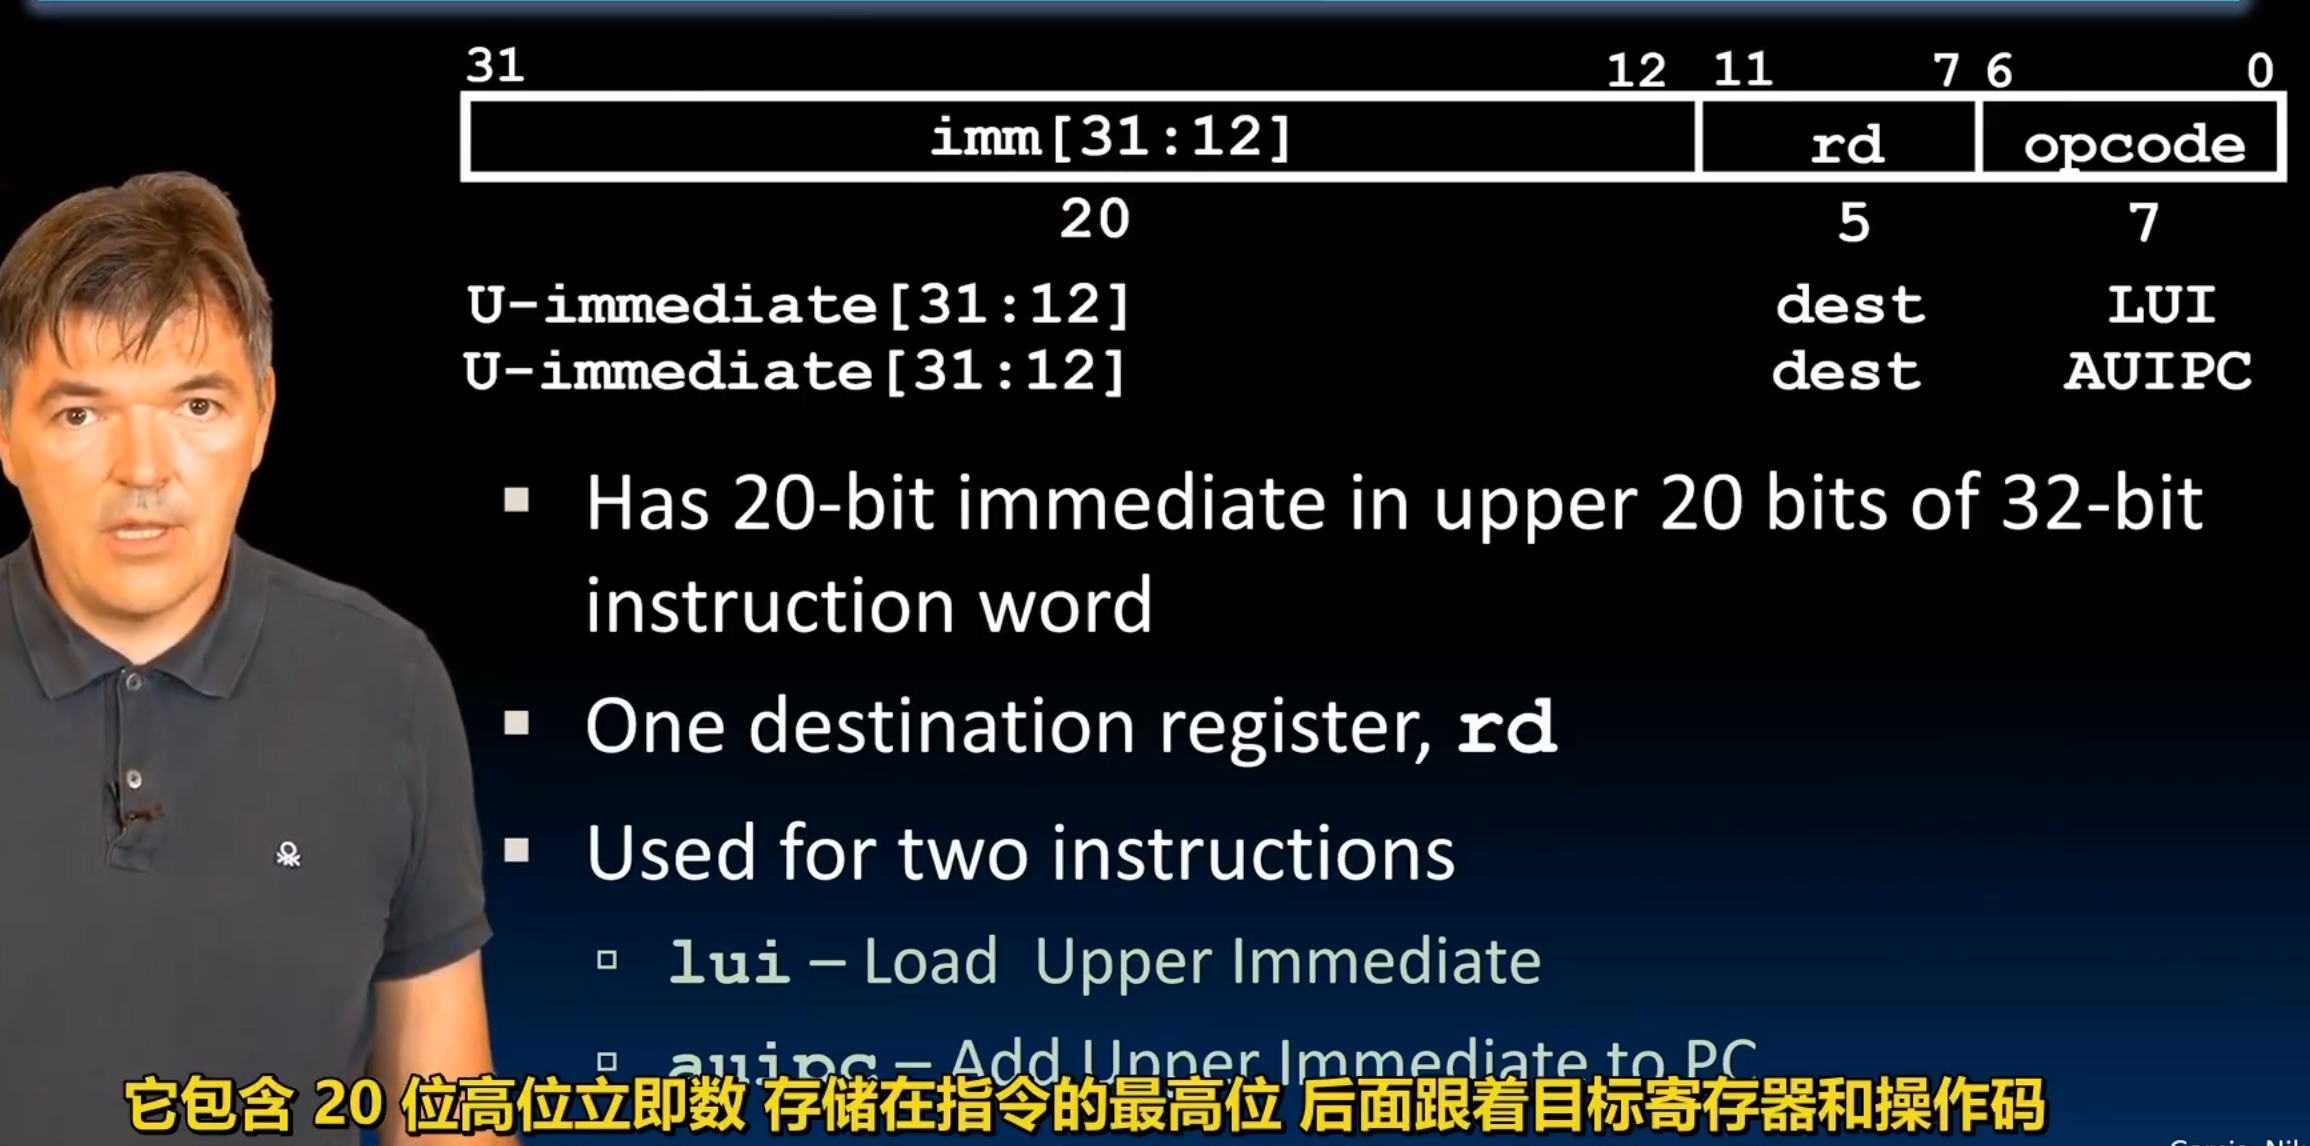 31 12 11 7 6 0
imm[31:12] rd opcode
20 5 7
U-immediate[31:12] dest LUI
U-immediate[31:12] dest AUIPC
▪ Has 20-bit immediate in upper 20 bits of 32-bit
instruction word
▪ One destination register, rd
▪ Used for two instructions
▫ lui – Load Upper Immediate
▫ auipc – Add Upper Immediate to PC
它包含 20 位高位立即数 存储在指令的最高位 后面跟着目标寄存器和操作码